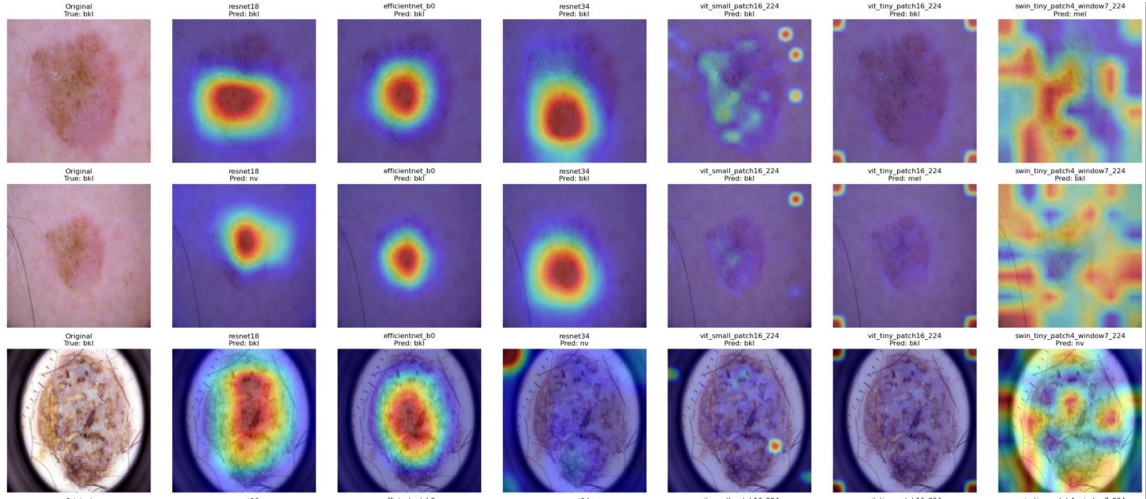 Original
True: bkl
resnet18
Pred: bkl
efficientnet_b0
Pred: bkl
resnet34
Pred: bkl
vit_small_patch16_224
Pred: bkl
vit_tiny_patch16_224
Pred: bkl
swin_tiny_patch4_window7_224
Pred: mel
Original
True: bkl
resnet18
Pred: nv
efficientnet_b0
Pred: bkl
resnet34
Pred: bkl
vit_small_patch16_224
Pred: bkl
vit_tiny_patch16_224
Pred: mel
swin_tiny_patch4_window7_224
Pred: bkl
Original
True: bkl
resnet18
Pred: bkl
efficientnet_b0
Pred: bkl
resnet34
Pred: nv
vit_small_patch16_224
Pred: bkl
vit_tiny_patch16_224
Pred: bkl
swin_tiny_patch4_window7_224
Pred: nv